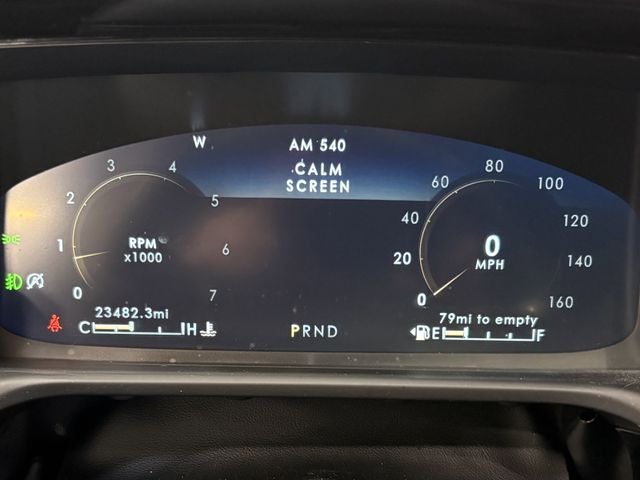 W
AM 540
CALM
SCREEN
0 1 2 3 4 5 6 7
RPM
x1000
0 20 40 60 80 100 120 140 160
0
MPH
23482.3mi
C H
PRND
79mi to empty
E F